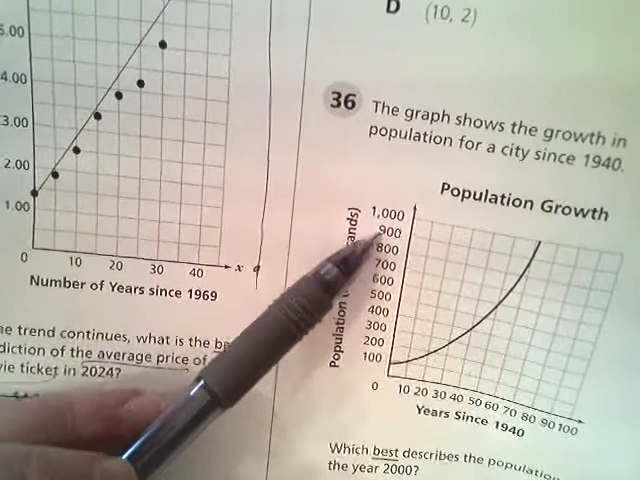 5.00
4.00
3.00
2.00
1.00
0
10 20 30 40 x
Number of Years since 1969
trend continues, what is the
diction of the average price of
ticket in 2024?
D (10, 2)
36 The graph shows the growth in
population for a city since 1940.
Population Growth
Population
1,000
900
800
700
600
500
400
300
200
100
0
10 20 30 40 50 60 70 80 90 100
Years Since 1940
Which best describes the population
the year 2000?